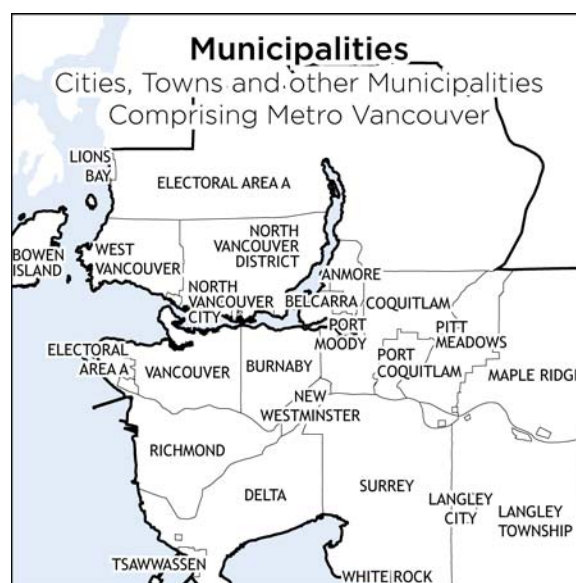 Municipalities
Cities, Towns and other Municipalities
Comprising Metro Vancouver
LIONS
BAY
ELECTORAL AREA A
BOWEN
ISLAND
WEST
VANCOUVER
NORTH
VANCOUVER
DISTRICT
NORTH
VANCOUVER
CITY
ANMORE
BELCARRA
COQUITLAM
PORT
MOODY
PITT
MEADOWS
PORT
COQUITLAM
MAPLE RIDG
ELECTORAL
AREA A
VANCOUVER
BURNABY
NEW
WESTMINSTER
RICHMOND
DELTA
SURREY
LANGLEY
CITY
LANGLEY
TOWNSHIP
TSAWWASSEN
WHITE ROCK